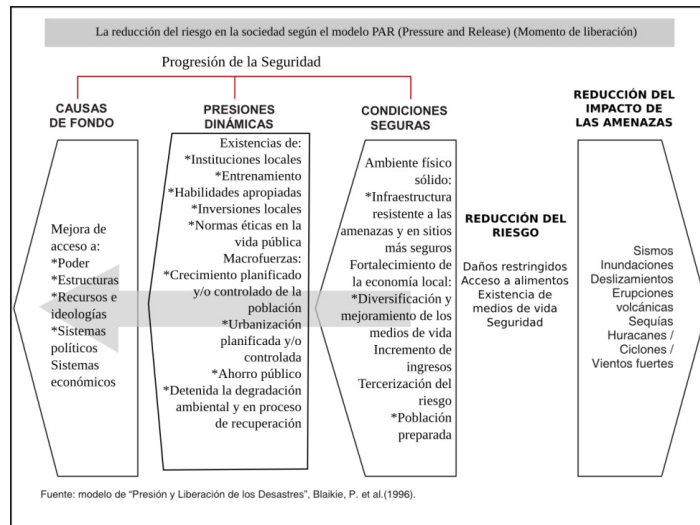 La reducción del riesgo en la sociedad según el modelo PAR (Pressure and Release) (Momento de liberación)
Progresión de la Seguridad
CAUSAS
DE FONDO
Mejora de
acceso a:
*Poder
*Estructuras
*Recursos e
ideologías
*Sistemas
políticos
Sistemas
económicos
PRESIONES
DINÁMICAS
Existencias de:
*Instituciones locales
*Entrenamiento
*Habilidades apropiadas
*Inversiones locales
*Normas éticas en la
vida pública
Macrofuerzas:
*Crecimiento planificado
y/o controlado de la
población
*Urbanización
planificada y/o
controlada
*Ahorro público
*Detenida la degradación
ambiental y en proceso
de recuperación
CONDICIONES
SEGURAS
Ambiente físico
sólido:
*Infraestructura
resistente a las
amenazas y en sitios
más seguros
Fortalecimiento de
la economía local:
*Diversificación y
mejoramiento de los
medios de vida
Incremento de
ingresos
Tercerización del
riesgo
*Población
preparada
REDUCCIÓN DEL
RIESGO
Daños restringidos
Acceso a alimentos
Existencia de
medios de vida
Seguridad
REDUCCIÓN DEL
IMPACTO DE
LAS AMENAZAS
Sismos
Inundaciones
Deslizamientos
Erupciones
volcánicas
Sequías
Huracanes /
Ciclones /
Vientos fuertes
Fuente: modelo de “Presión y Liberación de los Desastres”, Blaikie, P. et al.(1996).